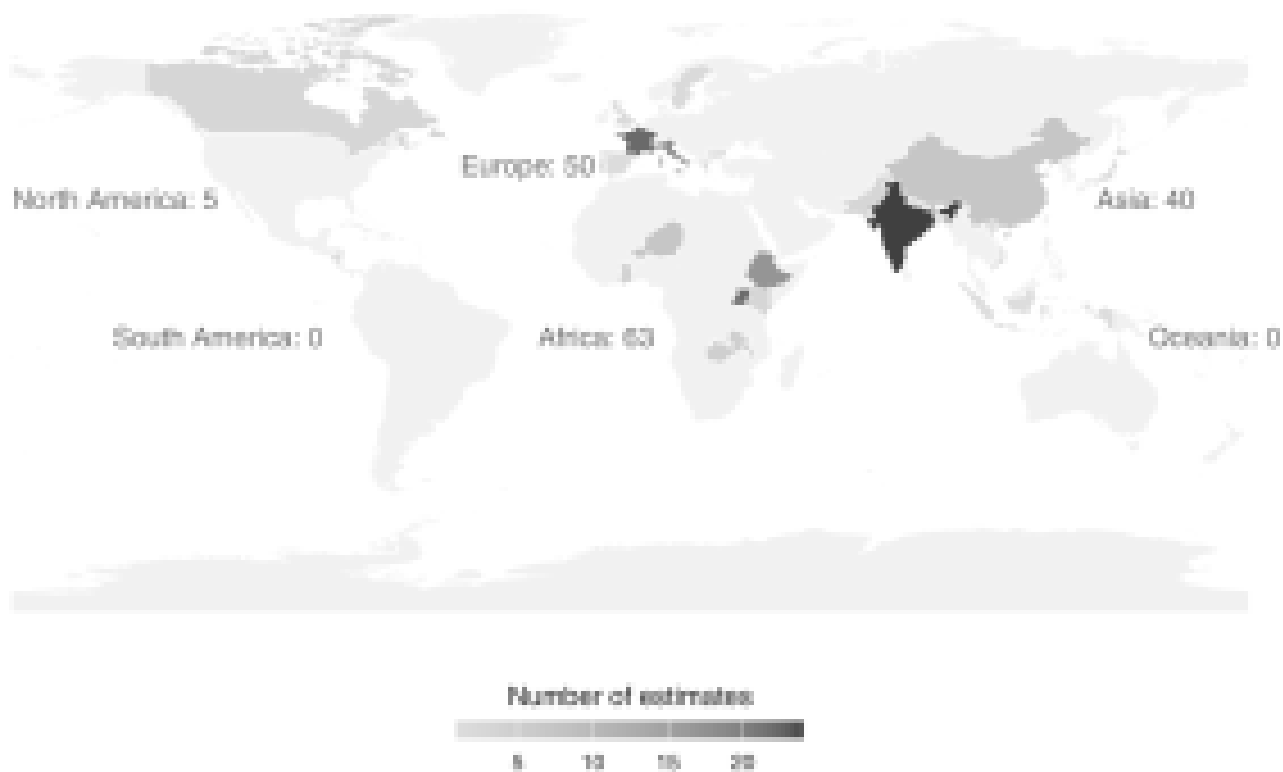 Europe: 50
North America: 5
Asia: 40
South America: 0
Africa: 63
Oceania: 0
Number of estimates
5 10 15 20